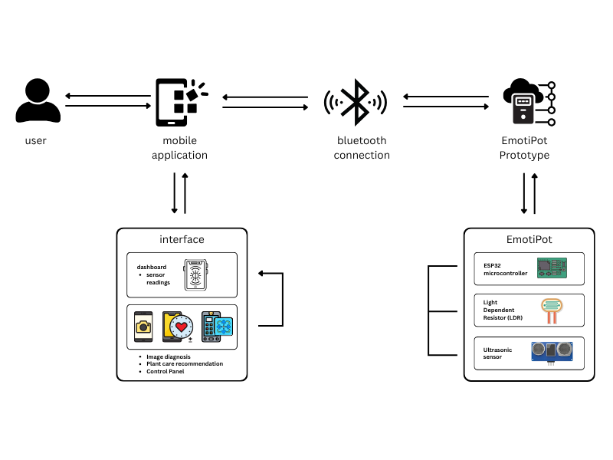 user
mobile
application
bluetooth
connection
EmotiPot
Prototype
interface
dashboard
• sensor
readings
• Image diagnosis
• Plant care recommendation
• Control Panel
EmotiPot
ESP32
microcontroller
Light
Dependent
Resistor (LDR)
Ultrasonic
sensor